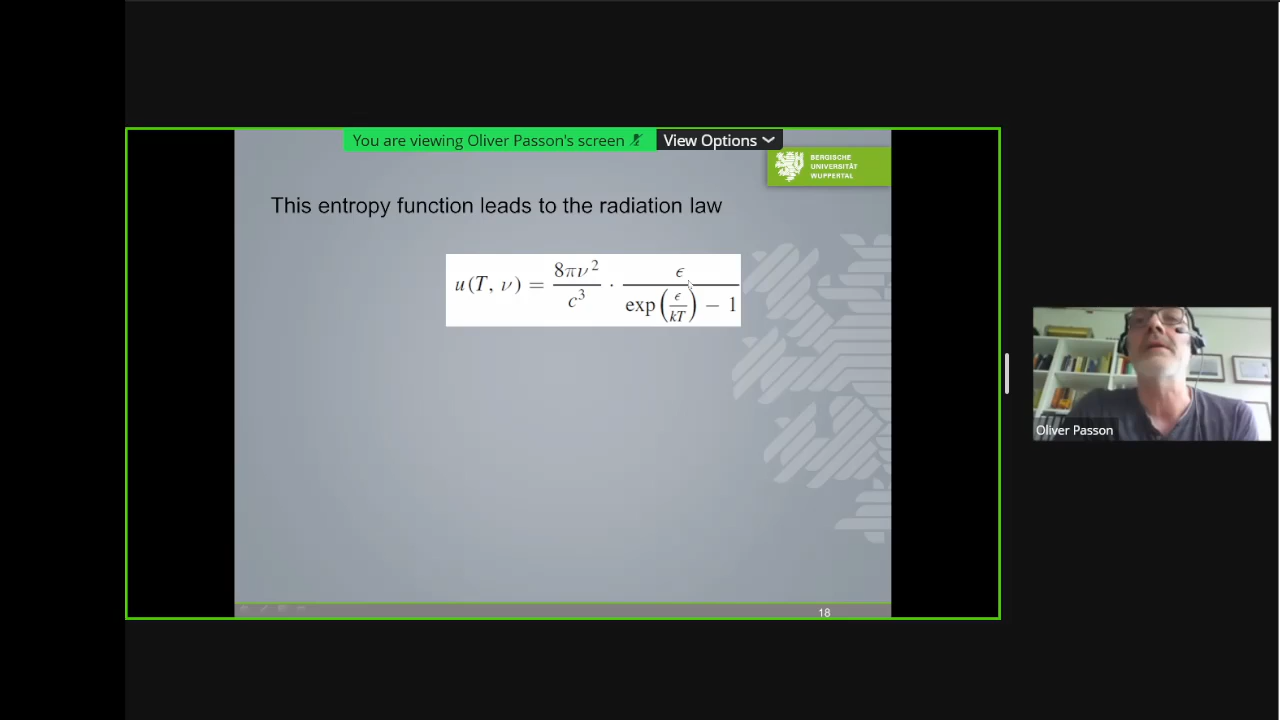 You are viewing Oliver Passon's screen
View Options
BERGISCHE
UNIVERSITÄT
WUPPERTAL
This entropy function leads to the radiation law
u(T, ν) = 8πν² / c³ · ϵ / (exp(ϵ/kT) − 1)
Oliver Passon
18